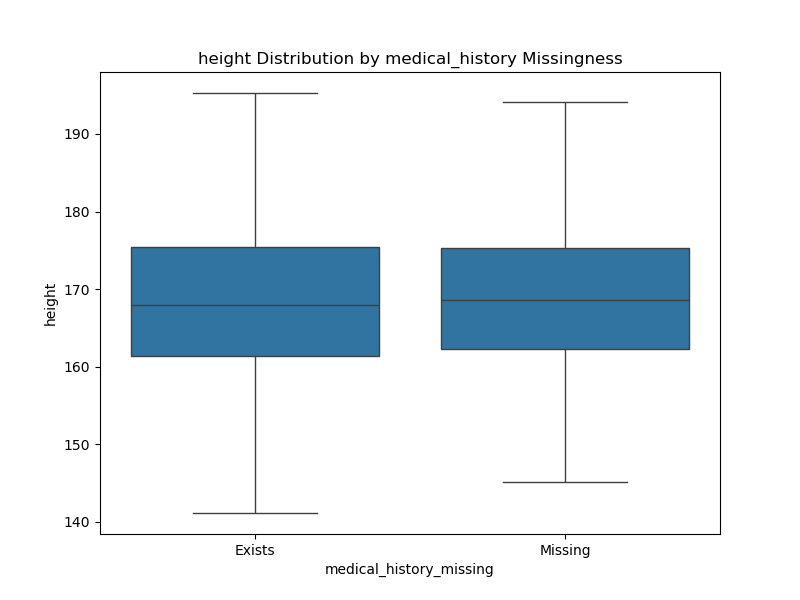 height Distribution by medical_history Missingness
height
190
180
170
160
150
140
Exists
Missing
medical_history_missing